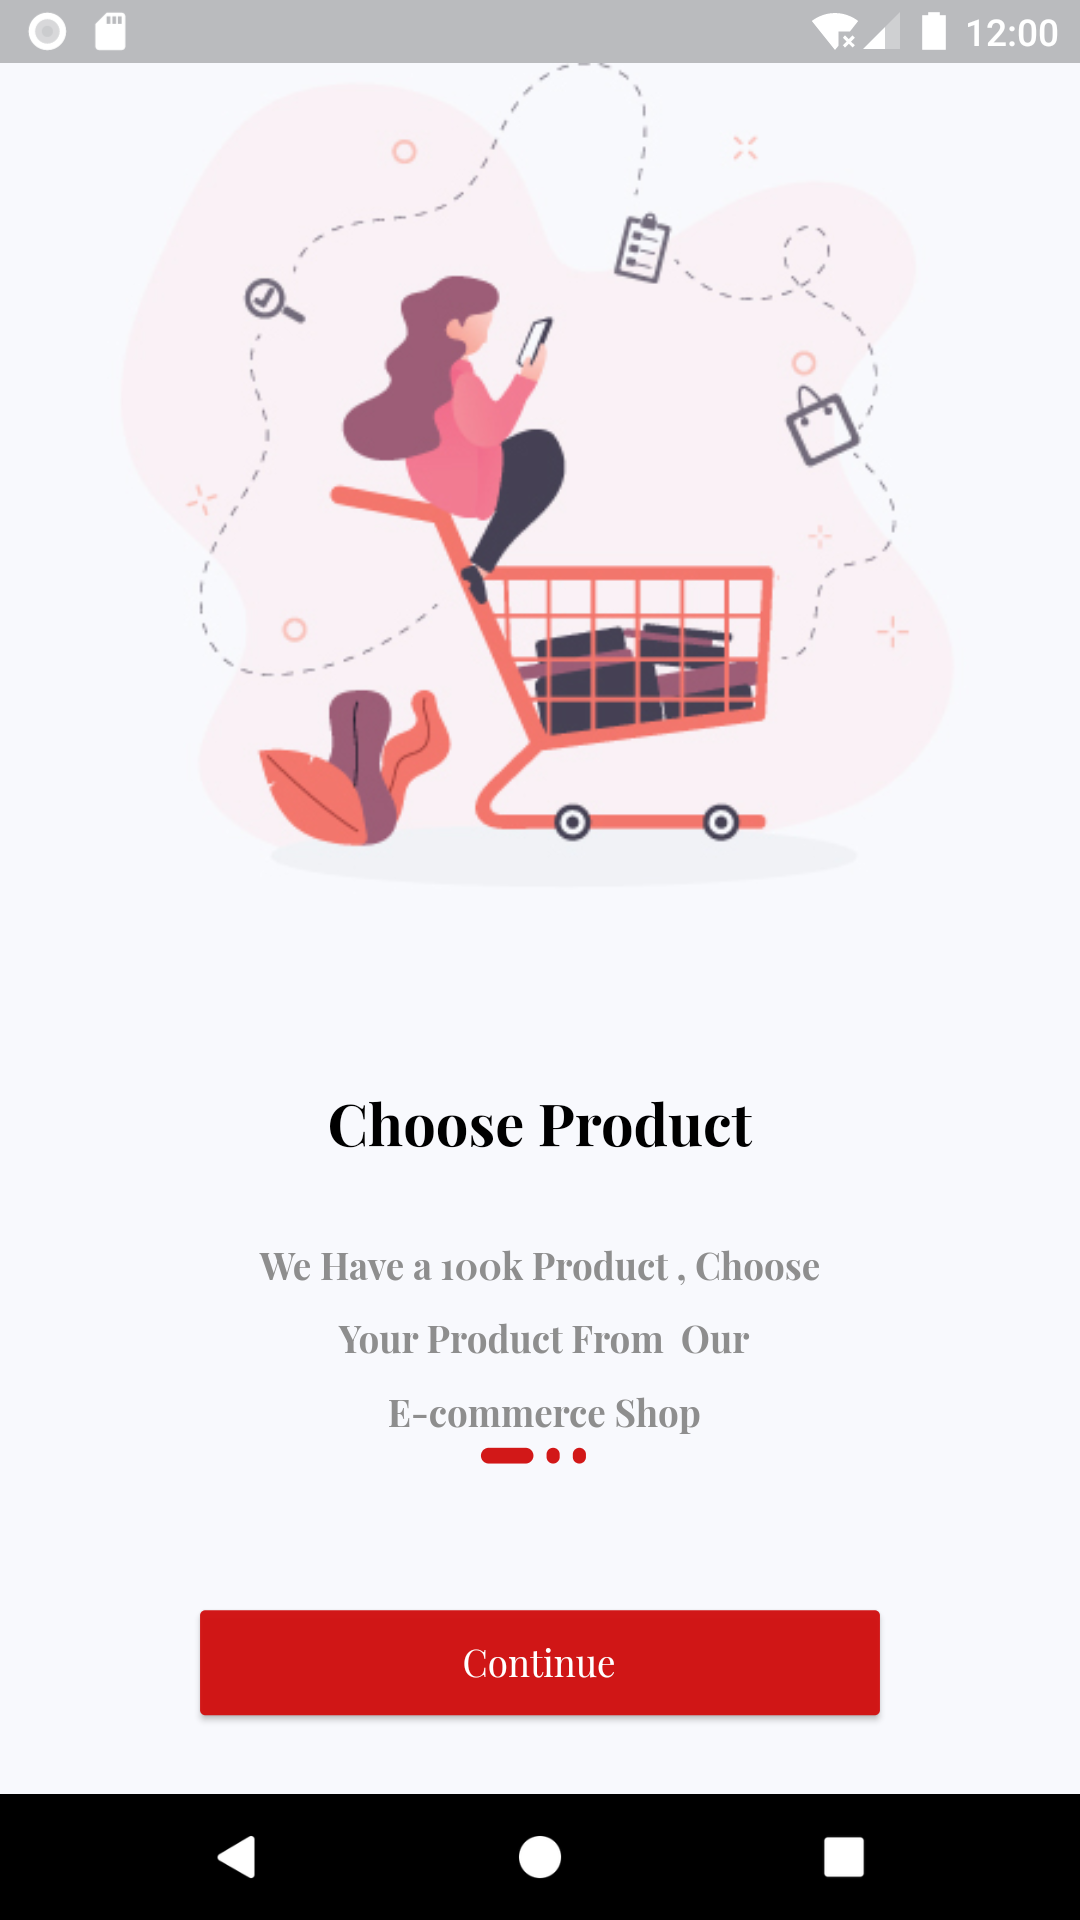 12:00
Choose Product
We Have a 100k Product , Choose
Your Product From  Our
E-commerce Shop
Continue